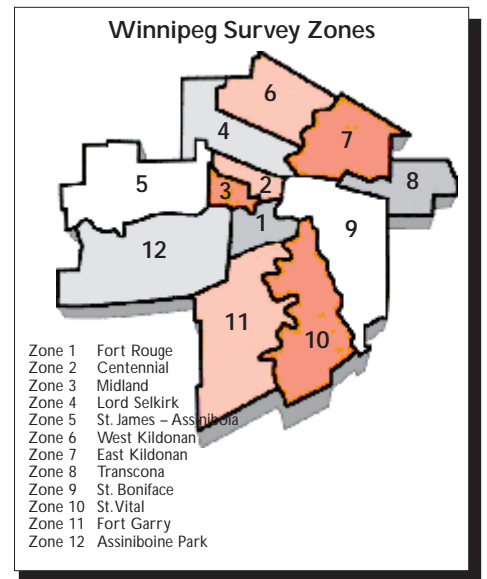 Winnipeg Survey Zones
6
4
7
5
2
8
3
1
9
12
11
10
Zone 1 Fort Rouge
Zone 2 Centennial
Zone 3 Midland
Zone 4 Lord Selkirk
Zone 5 St. James – Assiniboia
Zone 6 West Kildonan
Zone 7 East Kildonan
Zone 8 Transcona
Zone 9 St. Boniface
Zone 10 St. Vital
Zone 11 Fort Garry
Zone 12 Assiniboine Park